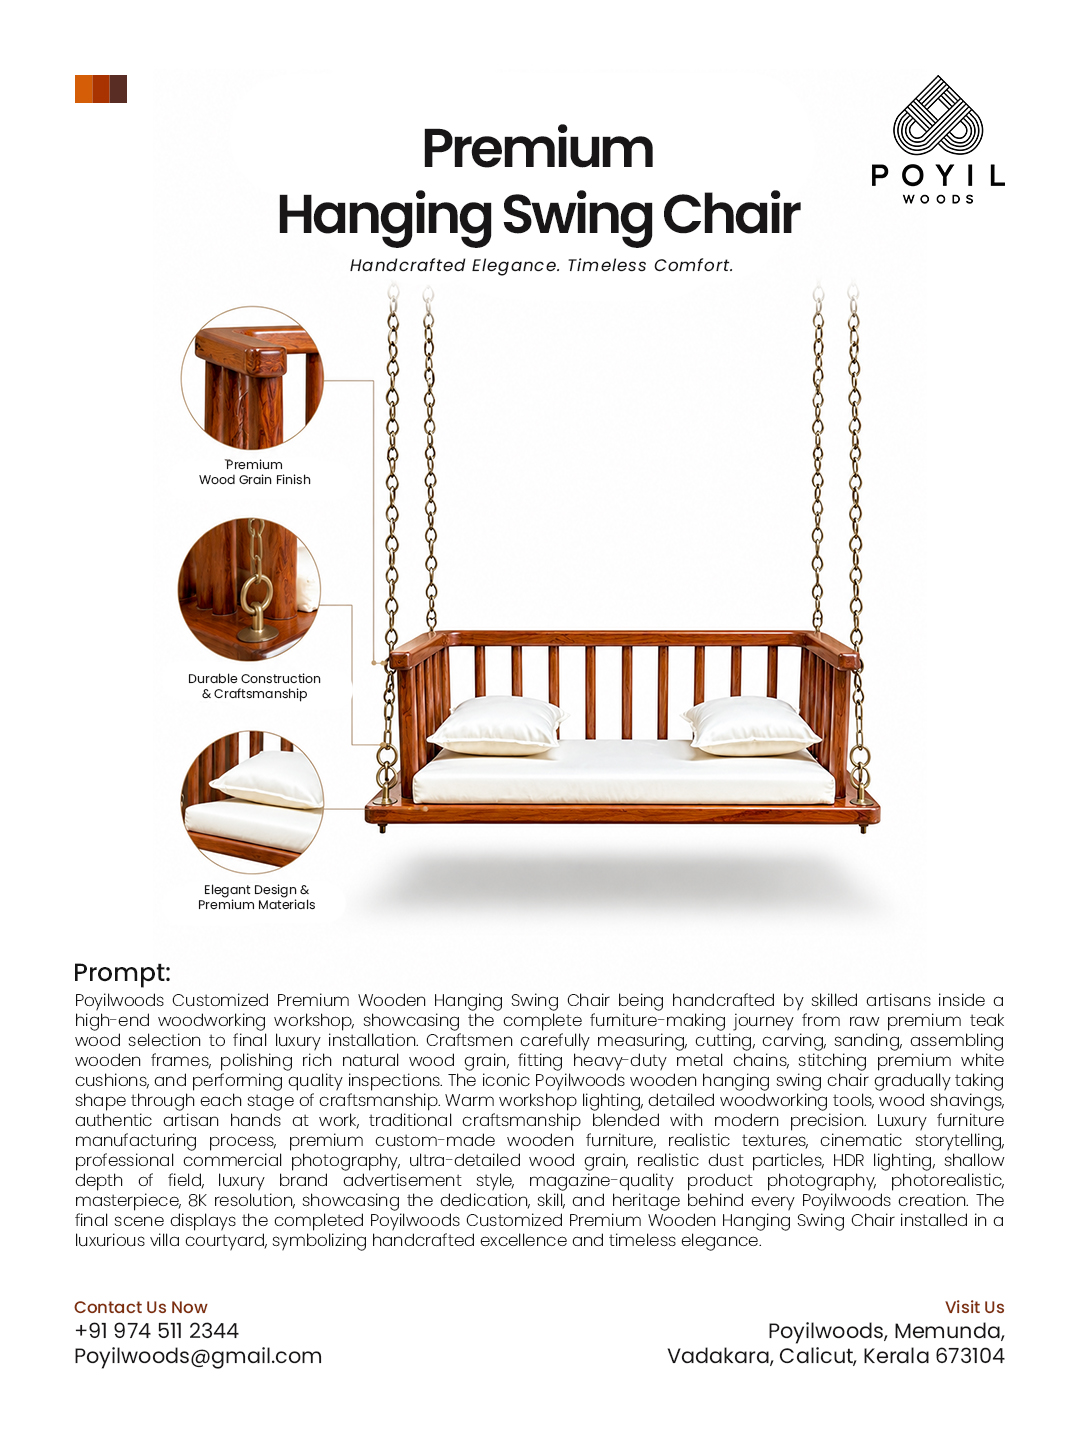 POYIL
WOODS
Premium
Hanging Swing Chair
Handcrafted Elegance. Timeless Comfort.
Premium
Wood Grain Finish
Durable Construction
& Craftsmanship
Elegant Design &
Premium Materials
Prompt:
Poyilwoods Customized Premium Wooden Hanging Swing Chair being handcrafted by skilled artisans inside a
high-end woodworking workshop, showcasing the complete furniture-making journey from raw premium teak
wood selection to final luxury installation. Craftsmen carefully measuring, cutting, carving, sanding, assembling
wooden frames, polishing rich natural wood grain, fitting heavy-duty metal chains, stitching premium white
cushions, and performing quality inspections. The iconic Poyilwoods wooden hanging swing chair gradually taking
shape through each stage of craftsmanship. Warm workshop lighting, detailed woodworking tools, wood shavings,
authentic artisan hands at work, traditional craftsmanship blended with modern precision. Luxury furniture
manufacturing process, premium custom-made wooden furniture, realistic textures, cinematic storytelling,
professional commercial photography, ultra-detailed wood grain, realistic dust particles, HDR lighting, shallow
depth of field, luxury brand advertisement style, magazine-quality product photography, photorealistic,
masterpiece, 8K resolution, showcasing the dedication, skill, and heritage behind every Poyilwoods creation. The
final scene displays the completed Poyilwoods Customized Premium Wooden Hanging Swing Chair installed in a
luxurious villa courtyard, symbolizing handcrafted excellence and timeless elegance.
Contact Us Now
+91 974 511 2344
Poyilwoods@gmail.com
Visit Us
Poyilwoods, Memunda,
Vadakara, Calicut, Kerala 673104